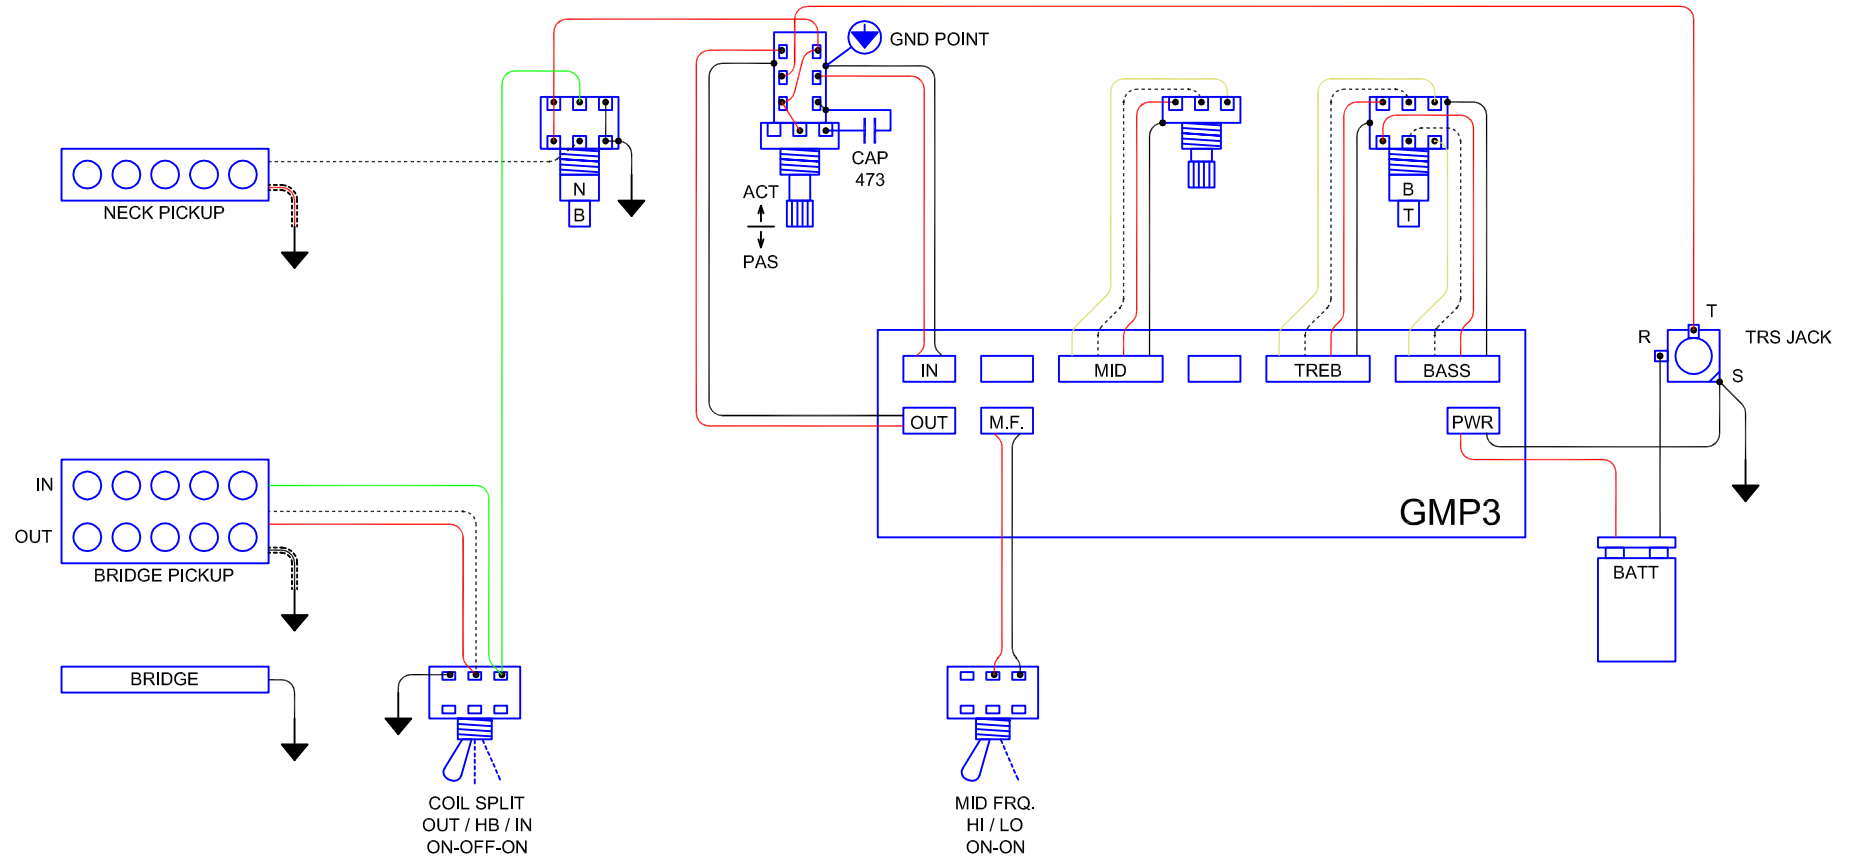 GND POINT
CAP
473
ACT
PAS
N
B
NECK PICKUP
B
T
T
R
TRS JACK
S
IN
MID
TREB
BASS
OUT
M.F.
PWR
GMP3
IN
OUT
BRIDGE PICKUP
BATT
BRIDGE
COIL SPLIT
OUT / HB / IN
ON-OFF-ON
MID FRQ.
HI / LO
ON-ON